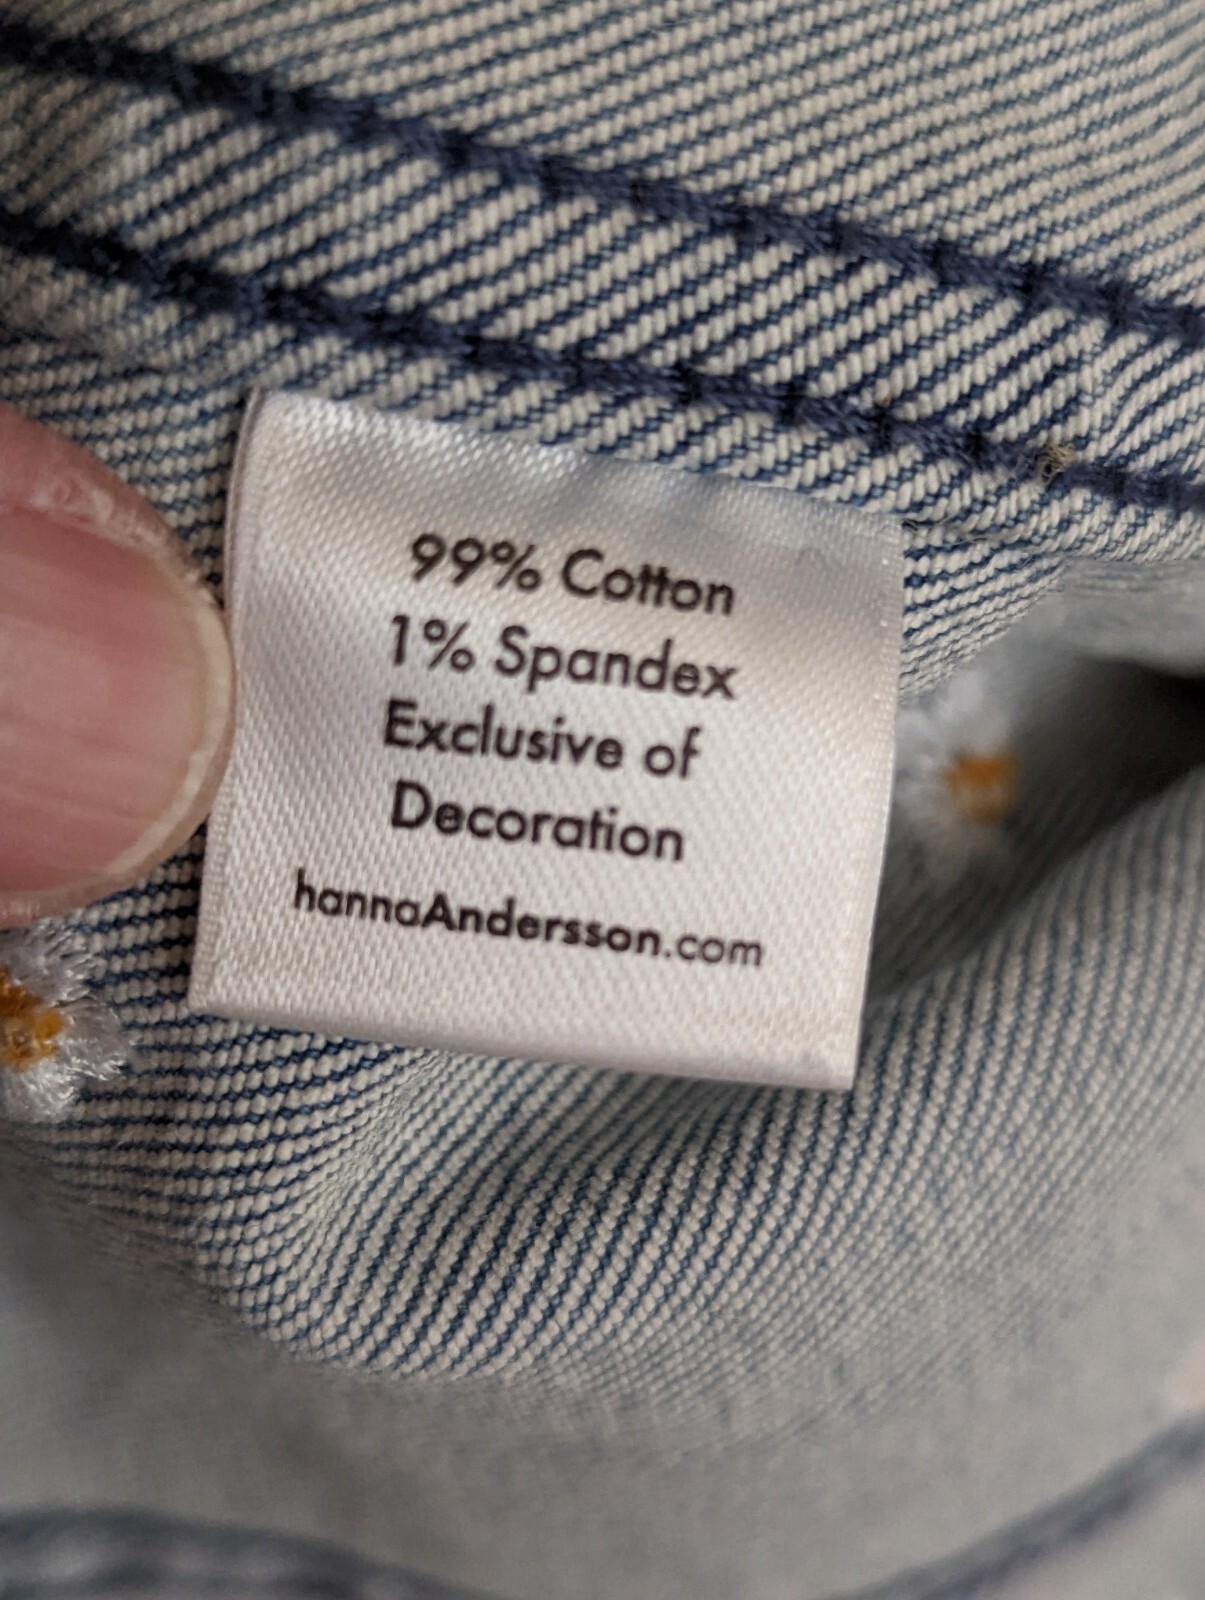 99% Cotton
1% Spandex
Exclusive of
Decoration
hannaAndersson.com